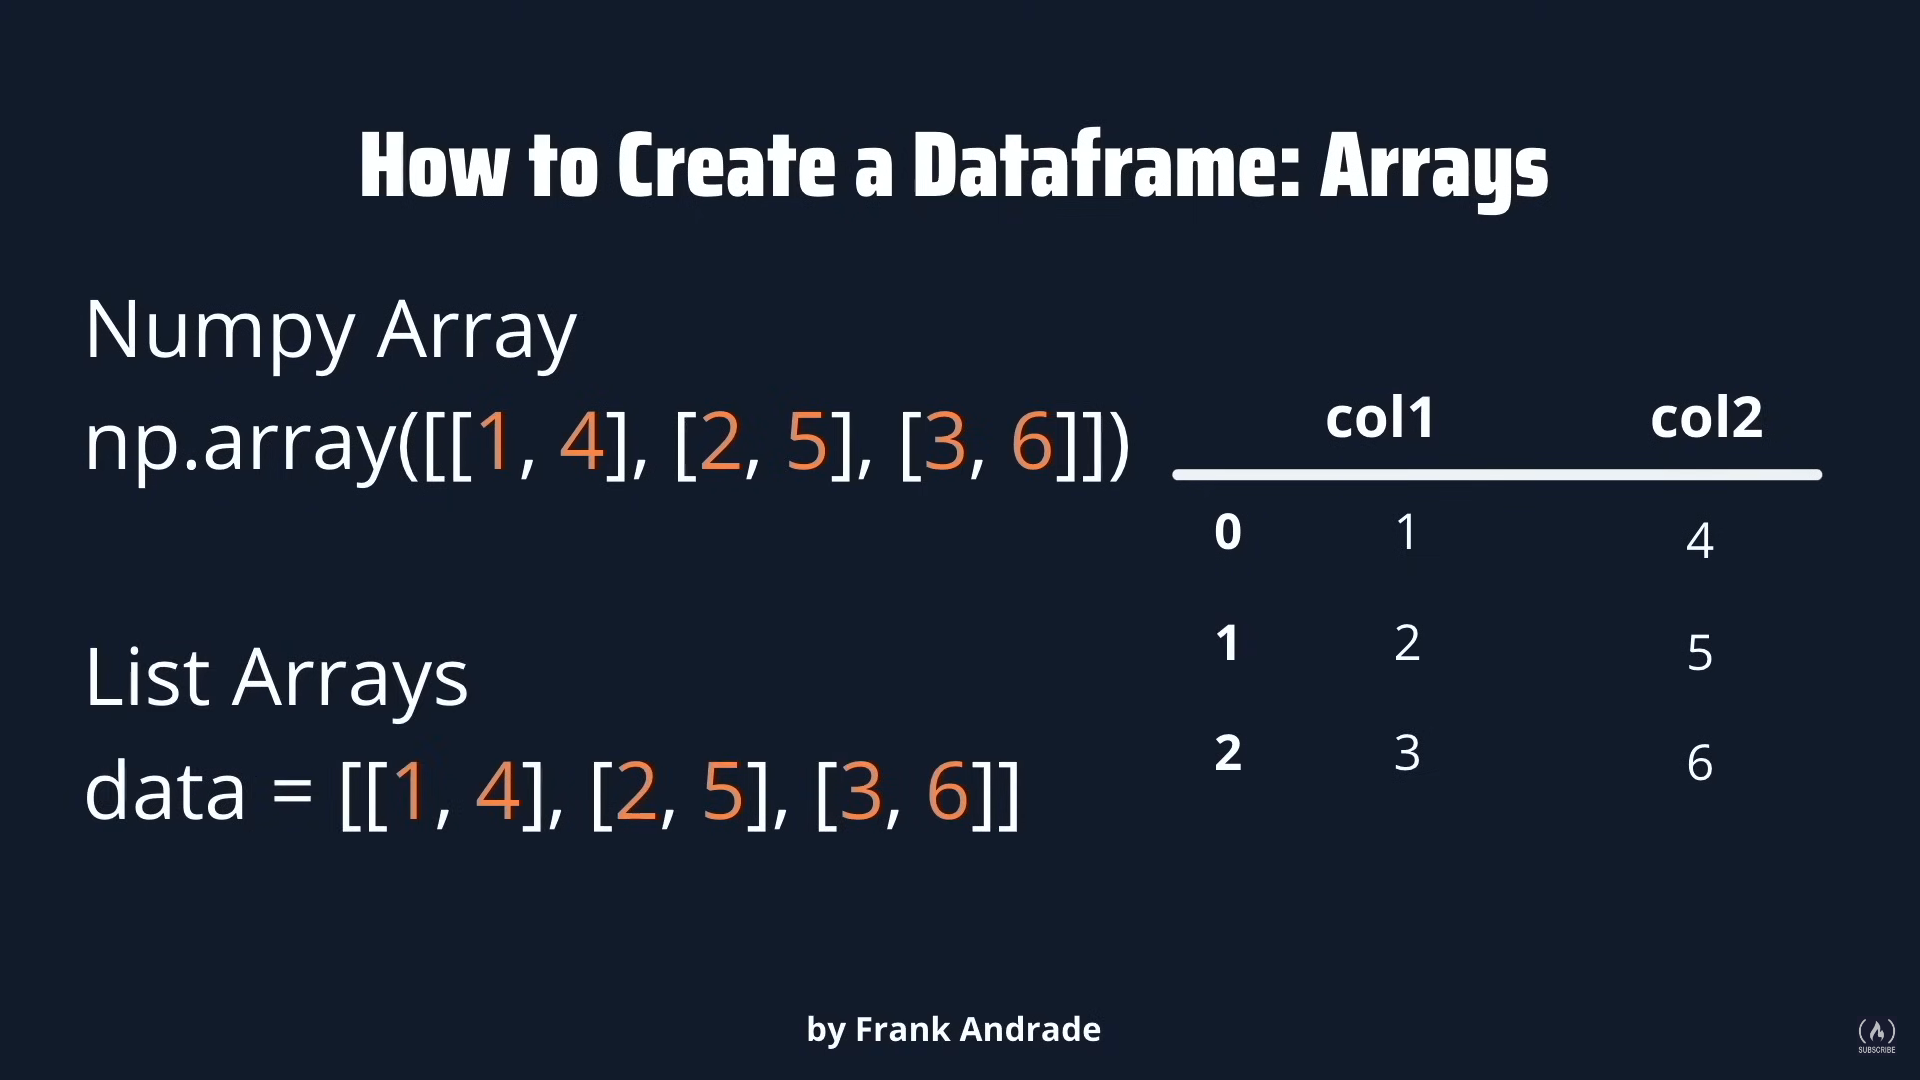 How to Create a Dataframe: Arrays
Numpy Array
np.array([[1, 4], [2, 5], [3, 6]])
List Arrays
data = [[1, 4], [2, 5], [3, 6]]
col1 col2
0 1 4
1 2 5
2 3 6
by Frank Andrade
SUBSCRIBE